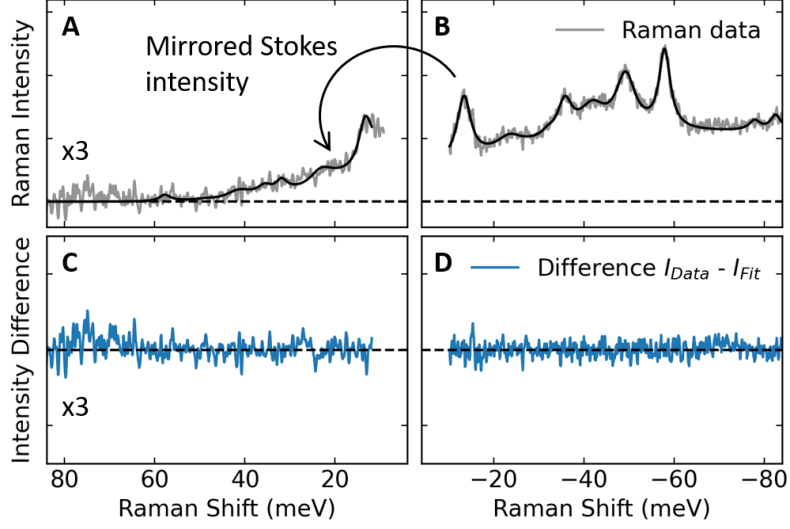 A
Mirrored Stokes
intensity
x3
B
Raman data
Raman Intensity
C
x3
D
Difference I_Data - I_Fit
Intensity Difference
80 60 40 20
−20 −40 −60 −80
Raman Shift (meV)
Raman Shift (meV)